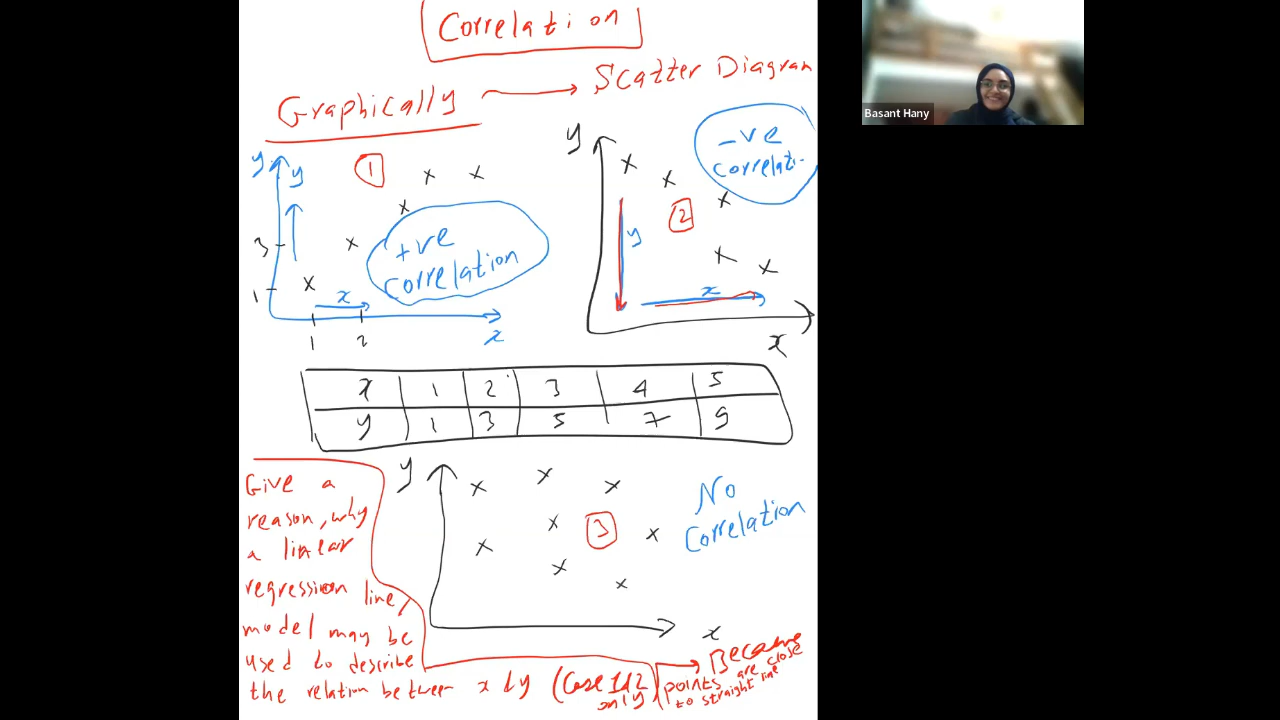 Correlation
Graphically → Scatter Diagram
Basant Hany
y
y
1
3
1
x
1
2
x
+ve
correlation
y
-ve
correlati
2
y
x
x
x 1 2 3 4 5
y 1 3 5 7 9
y
3
x
No
Correlation
Give a
reason, why
a linear
regression line/
model may be
used to describe
the relation between x & y (Case 1&2
only)
Because
points are close
to straight line